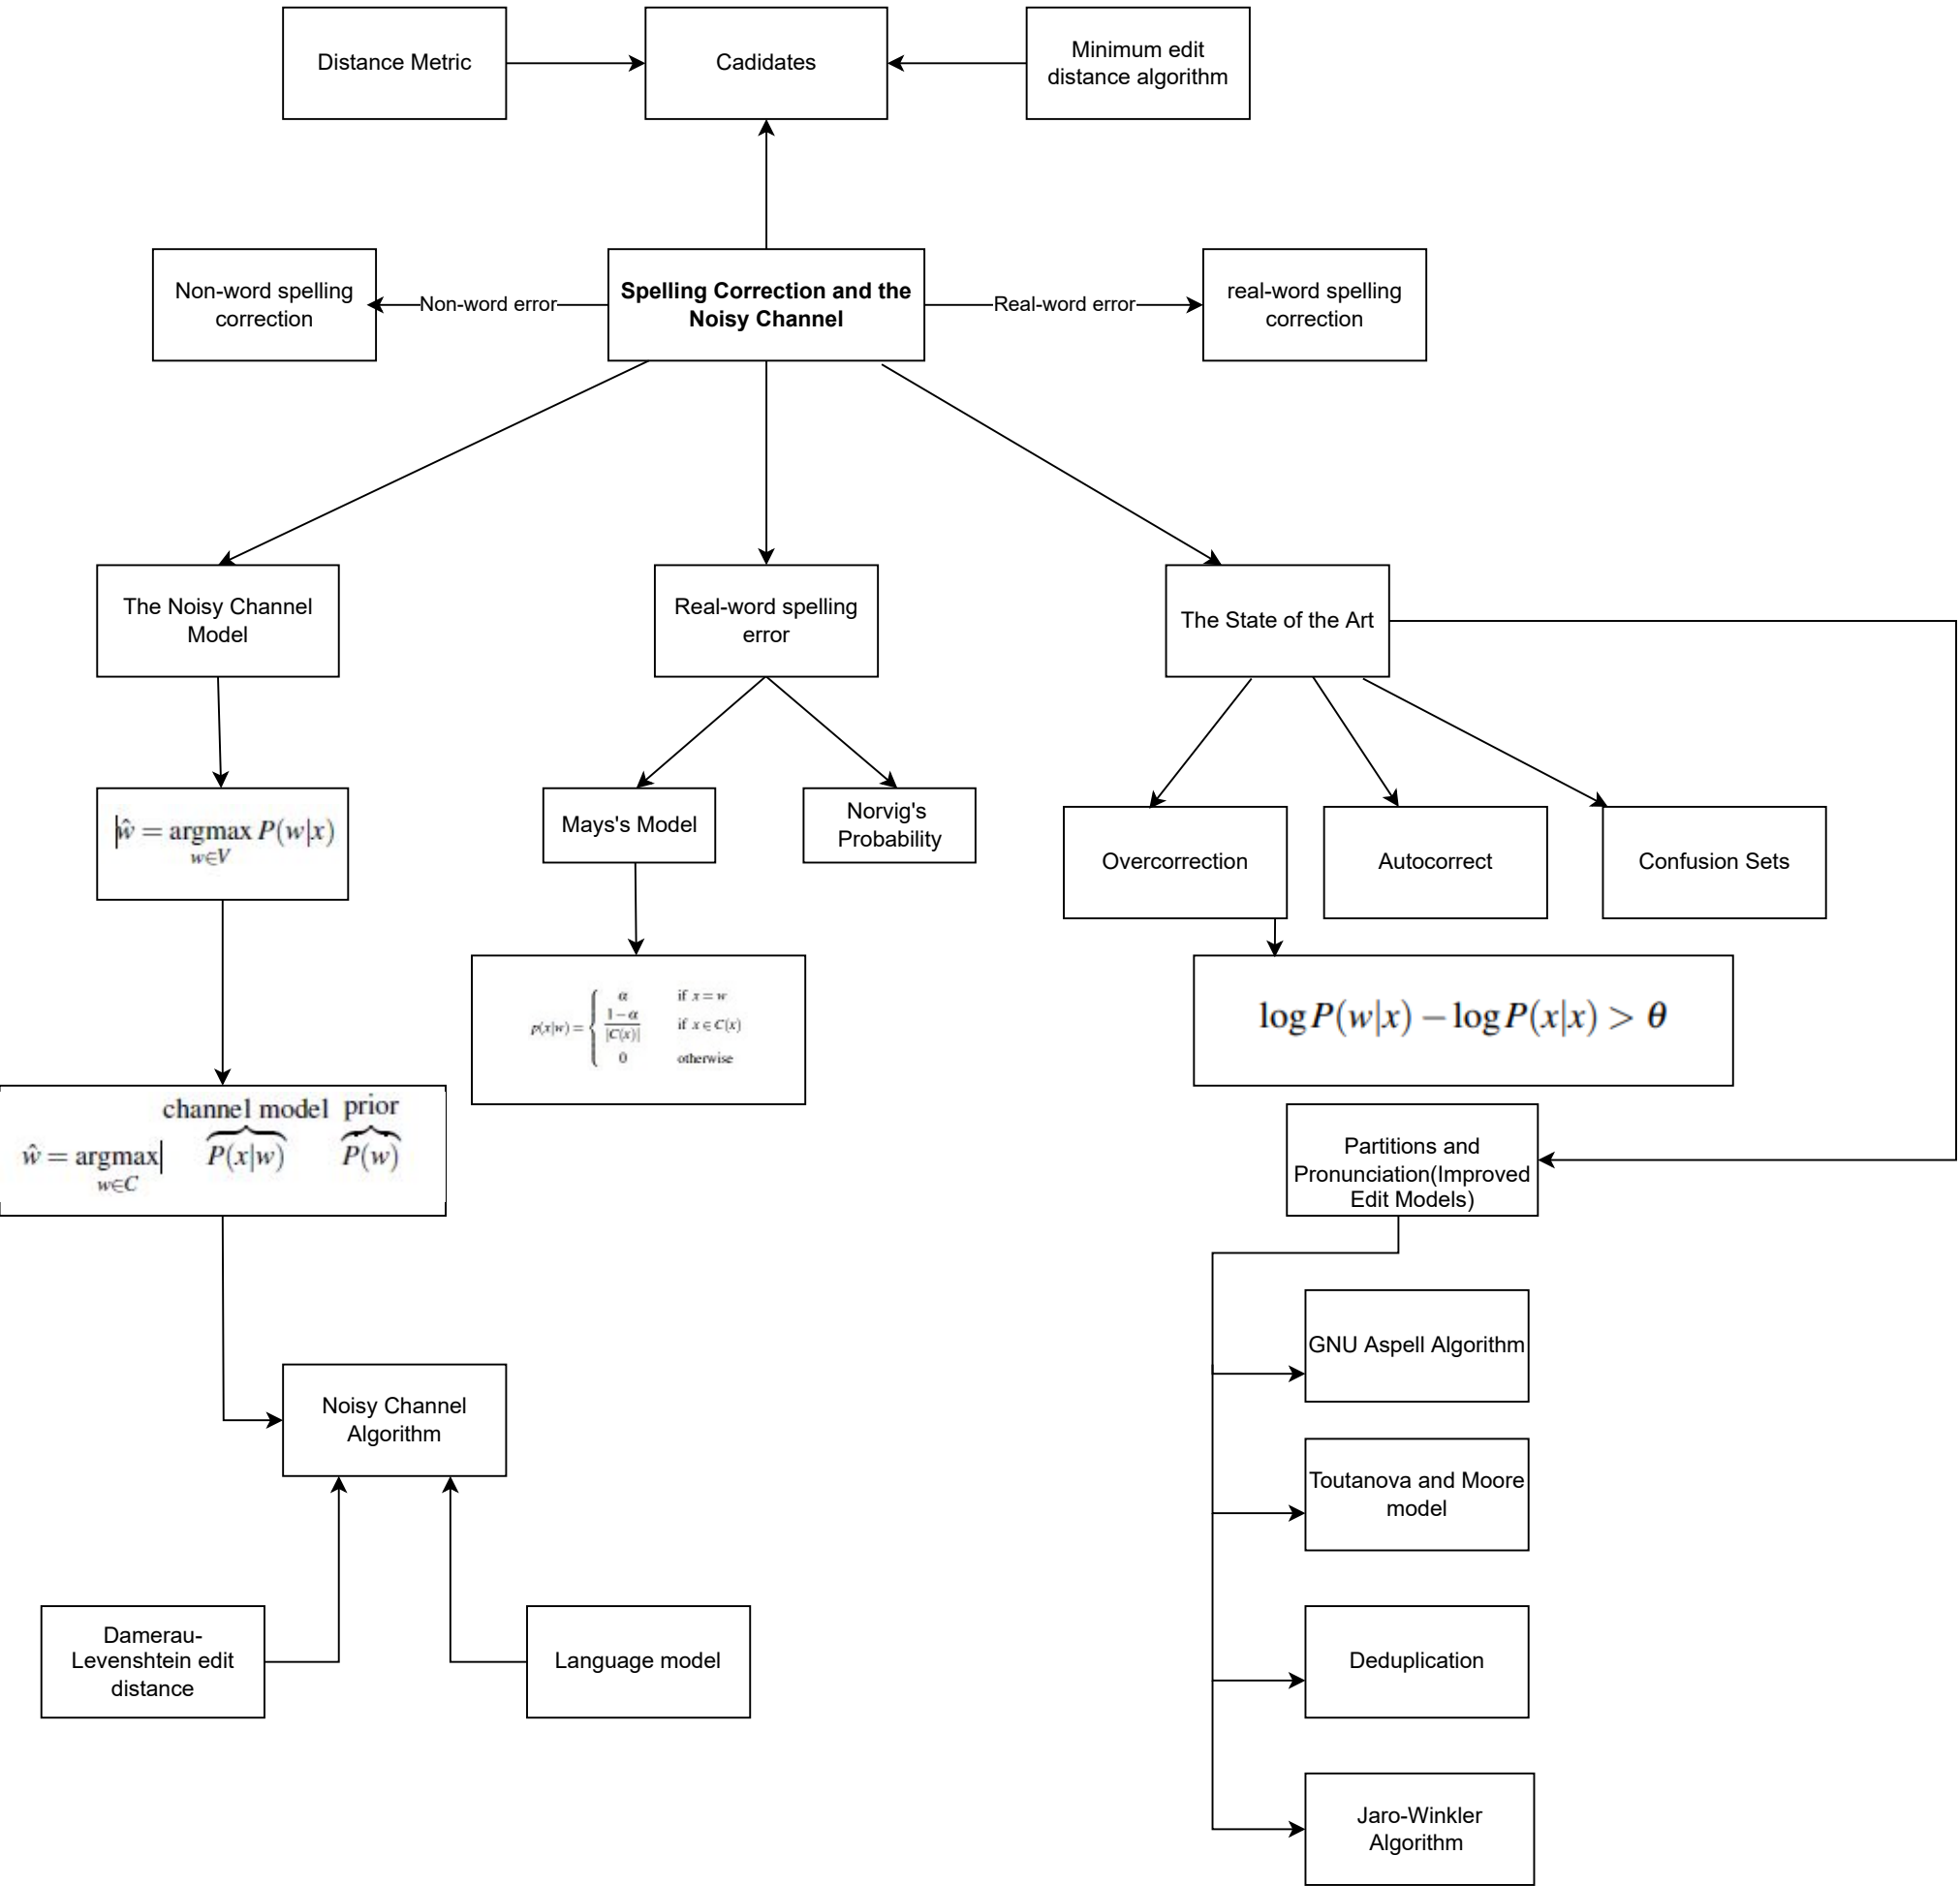 Distance Metric
Cadidates
Minimum edit
distance algorithm
Non-word spelling
correction
Non-word error
Spelling Correction and the
Noisy Channel
Real-word error
real-word spelling
correction
The Noisy Channel
Model
Real-word spelling
error
The State of the Art
ŵ = argmax P(w|x)
w∈V
Mays's Model
Norvig's
Probability
Overcorrection
Autocorrect
Confusion Sets
p(x|w) = { α if x = w
1−α / |C(x)| if x ∈ C(x)
0 otherwise
log P(w|x) − log P(x|x) > θ
channel model prior
ŵ = argmax P(x|w) P(w)
w∈C
Partitions and
Pronunciation(Improved
Edit Models)
GNU Aspell Algorithm
Noisy Channel
Algorithm
Toutanova and Moore
model
Damerau-
Levenshtein edit
distance
Language model
Deduplication
Jaro-Winkler
Algorithm